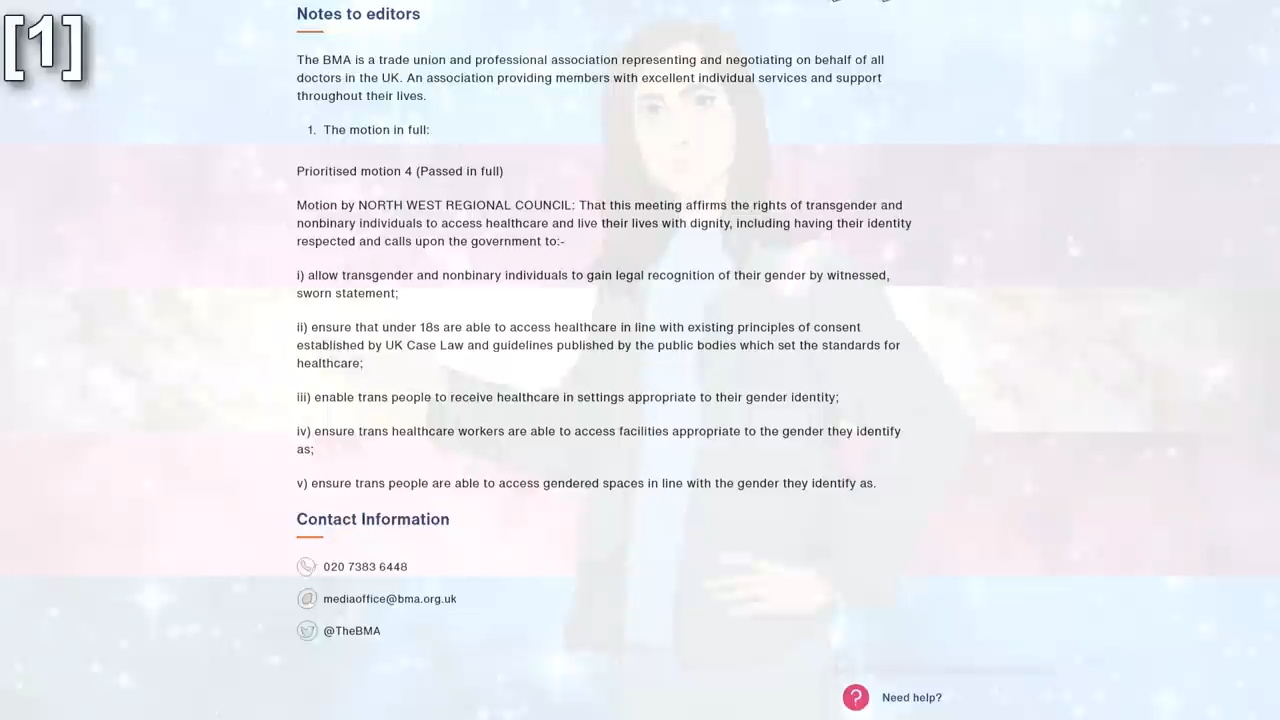 [1]
Notes to editors
The BMA is a trade union and professional association representing and negotiating on behalf of all
doctors in the UK. An association providing members with excellent individual services and support
throughout their lives.
1. The motion in full:
Prioritised motion 4 (Passed in full)
Motion by NORTH WEST REGIONAL COUNCIL: That this meeting affirms the rights of transgender and
nonbinary individuals to access healthcare and live their lives with dignity, including having their identity
respected and calls upon the government to:-
i) allow transgender and nonbinary individuals to gain legal recognition of their gender by witnessed,
sworn statement;
ii) ensure that under 18s are able to access healthcare in line with existing principles of consent
established by UK Case Law and guidelines published by the public bodies which set the standards for
healthcare;
iii) enable trans people to receive healthcare in settings appropriate to their gender identity;
iv) ensure trans healthcare workers are able to access facilities appropriate to the gender they identify
as;
v) ensure trans people are able to access gendered spaces in line with the gender they identify as.
Contact Information
020 7383 6448
mediaoffice@bma.org.uk
@TheBMA
? Need help?